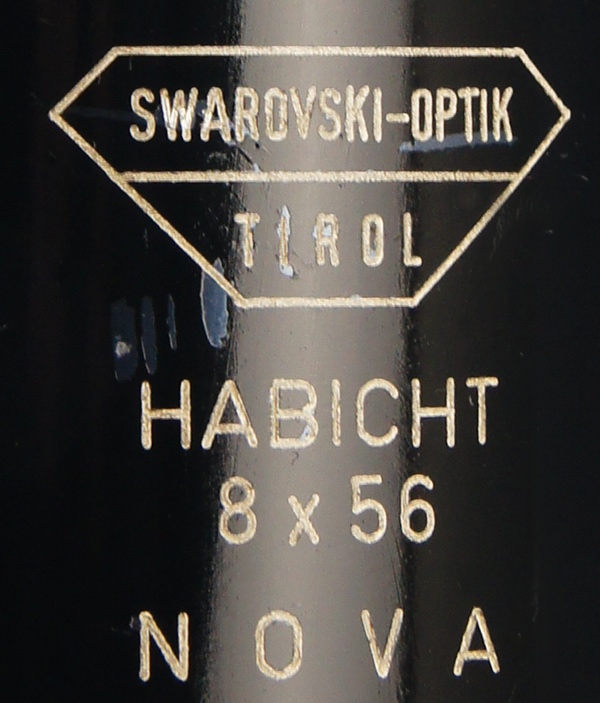 SWAROVSKI-OPTIK
TIROL
HABICHT
8 x 56
NOVA